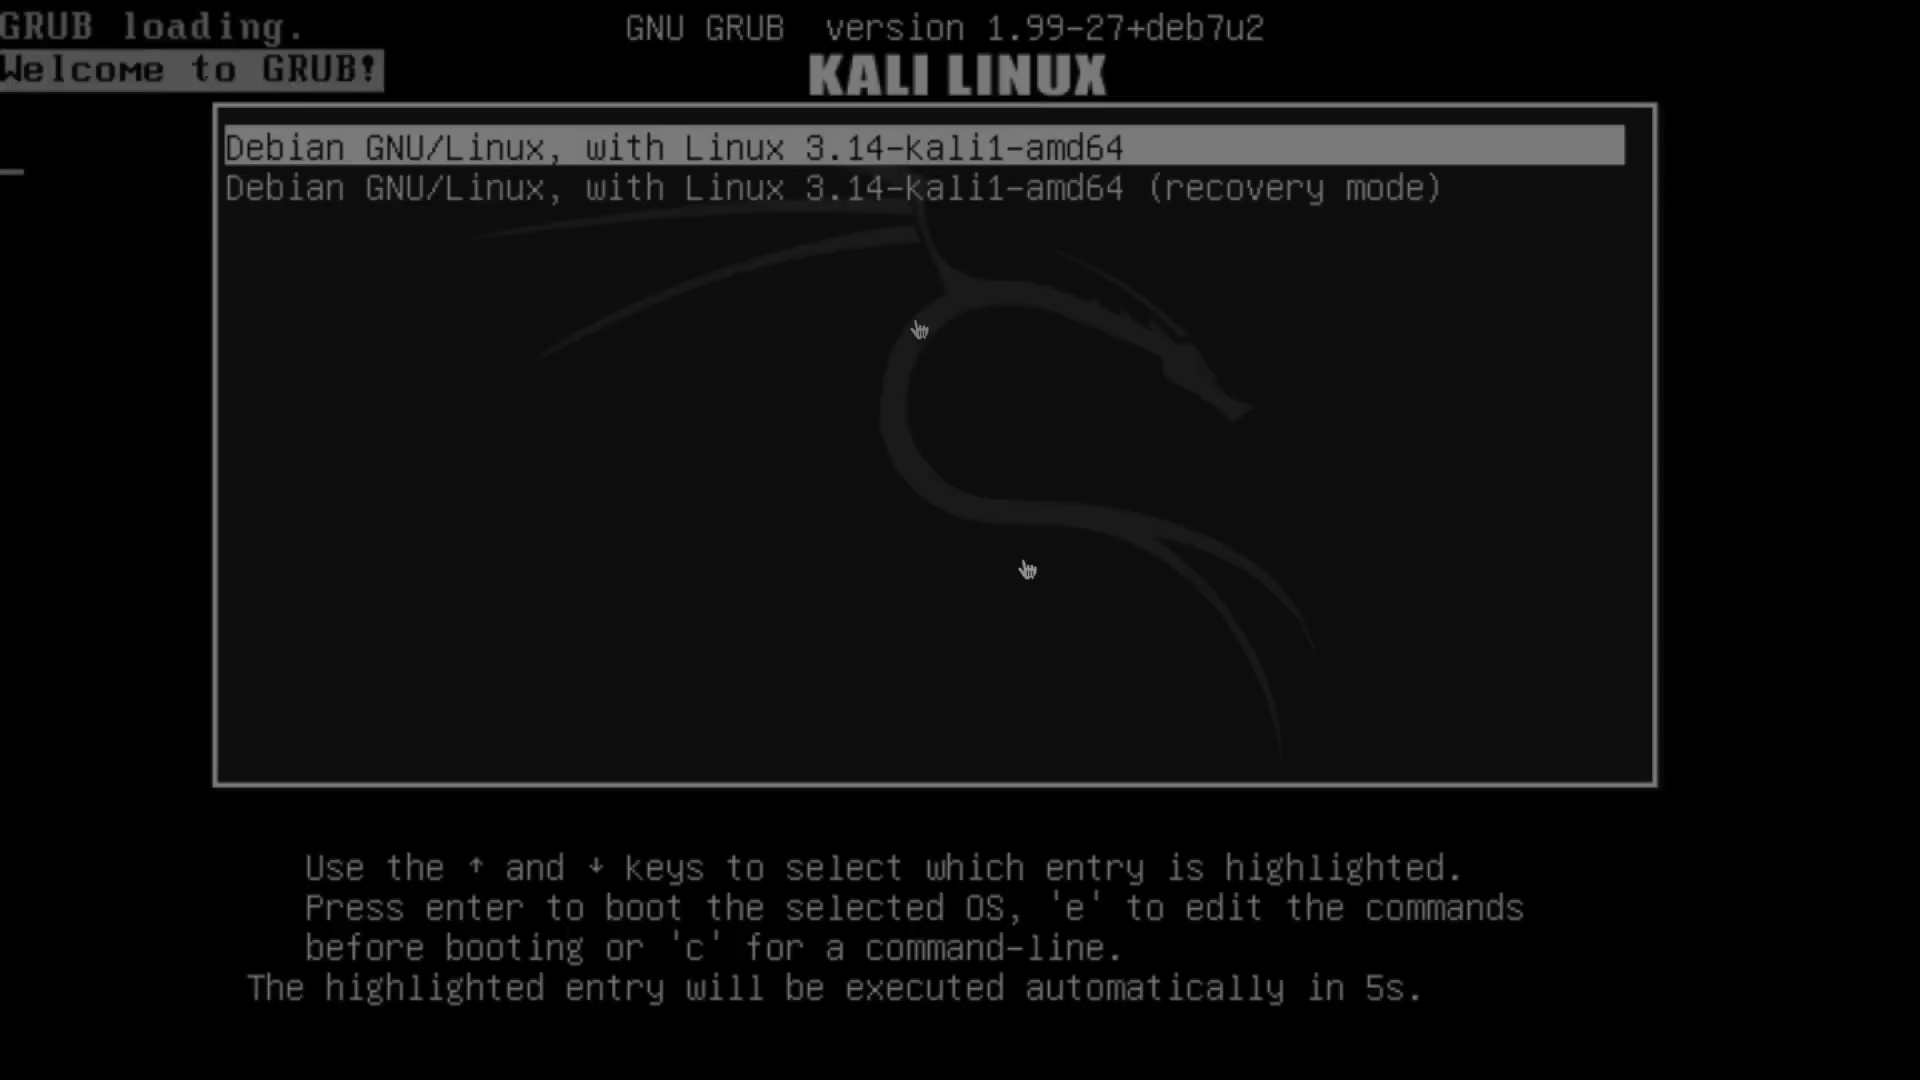 GRUB loading.
Welcome to GRUB!
GNU GRUB  version 1.99-27+deb7u2
KALI LINUX
Debian GNU/Linux, with Linux 3.14-kali1-amd64
Debian GNU/Linux, with Linux 3.14-kali1-amd64 (recovery mode)
Use the ↑ and ↓ keys to select which entry is highlighted.
Press enter to boot the selected OS, 'e' to edit the commands
before booting or 'c' for a command-line.
The highlighted entry will be executed automatically in 5s.